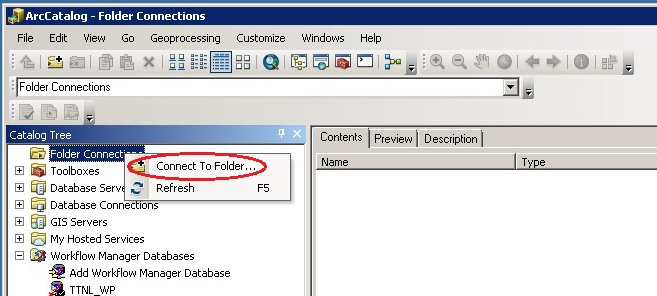 ArcCatalog - Folder Connections
File Edit View Go Geoprocessing Customize Windows Help
Folder Connections
Catalog Tree
Contents Preview Description
Name Type
Folder Connections
Connect To Folder...
Refresh F5
Toolboxes
Database Serve
Database Connections
GIS Servers
My Hosted Services
Workflow Manager Databases
Add Workflow Manager Database
TTNL_WP